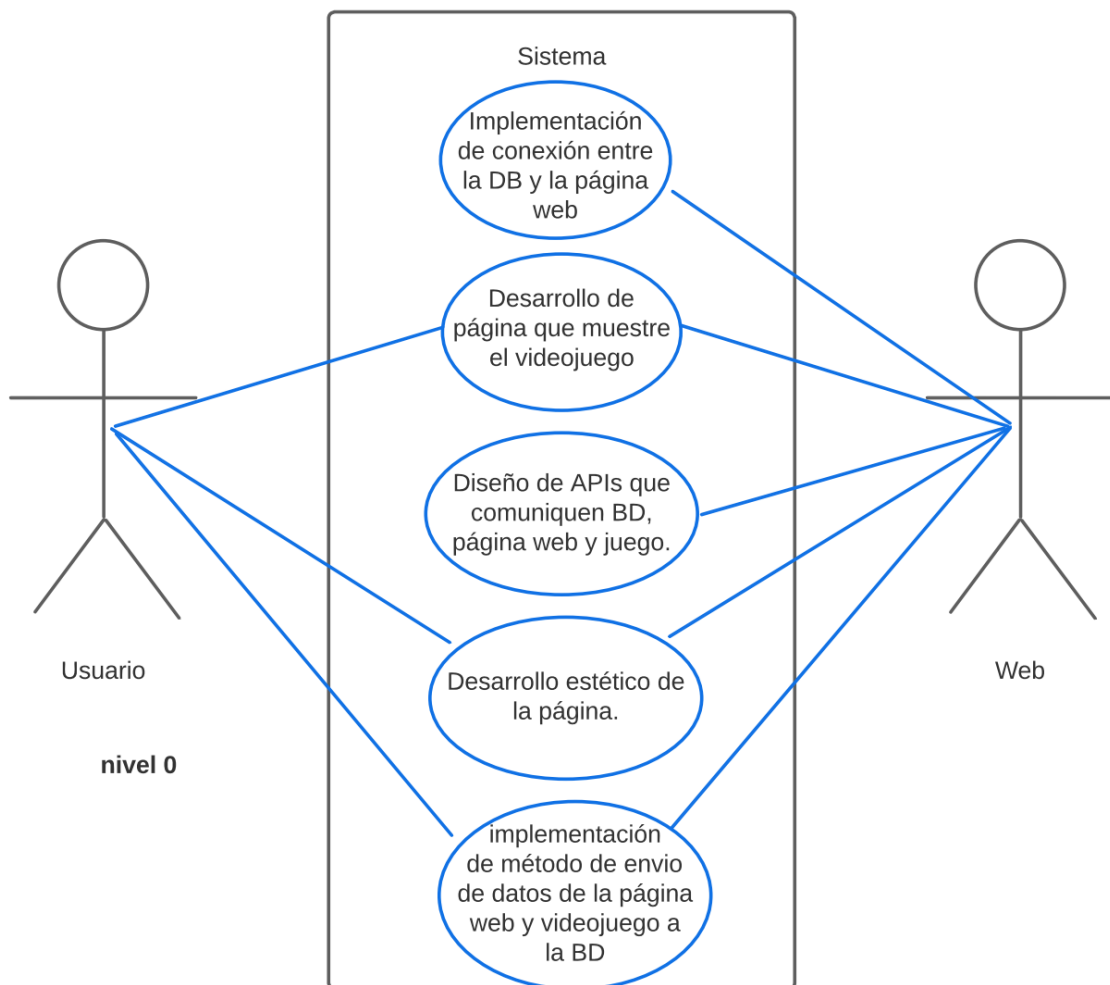 Sistema
Implementación
de conexión entre
la DB y la página
web
Desarrollo de
página que muestre
el videojuego
Diseño de APIs que
comuniquen BD,
página web y juego.
Usuario
Desarrollo estético de
la página.
Web
nivel 0
implementación
de método de envio
de datos de la página
web y videojuego a
la BD